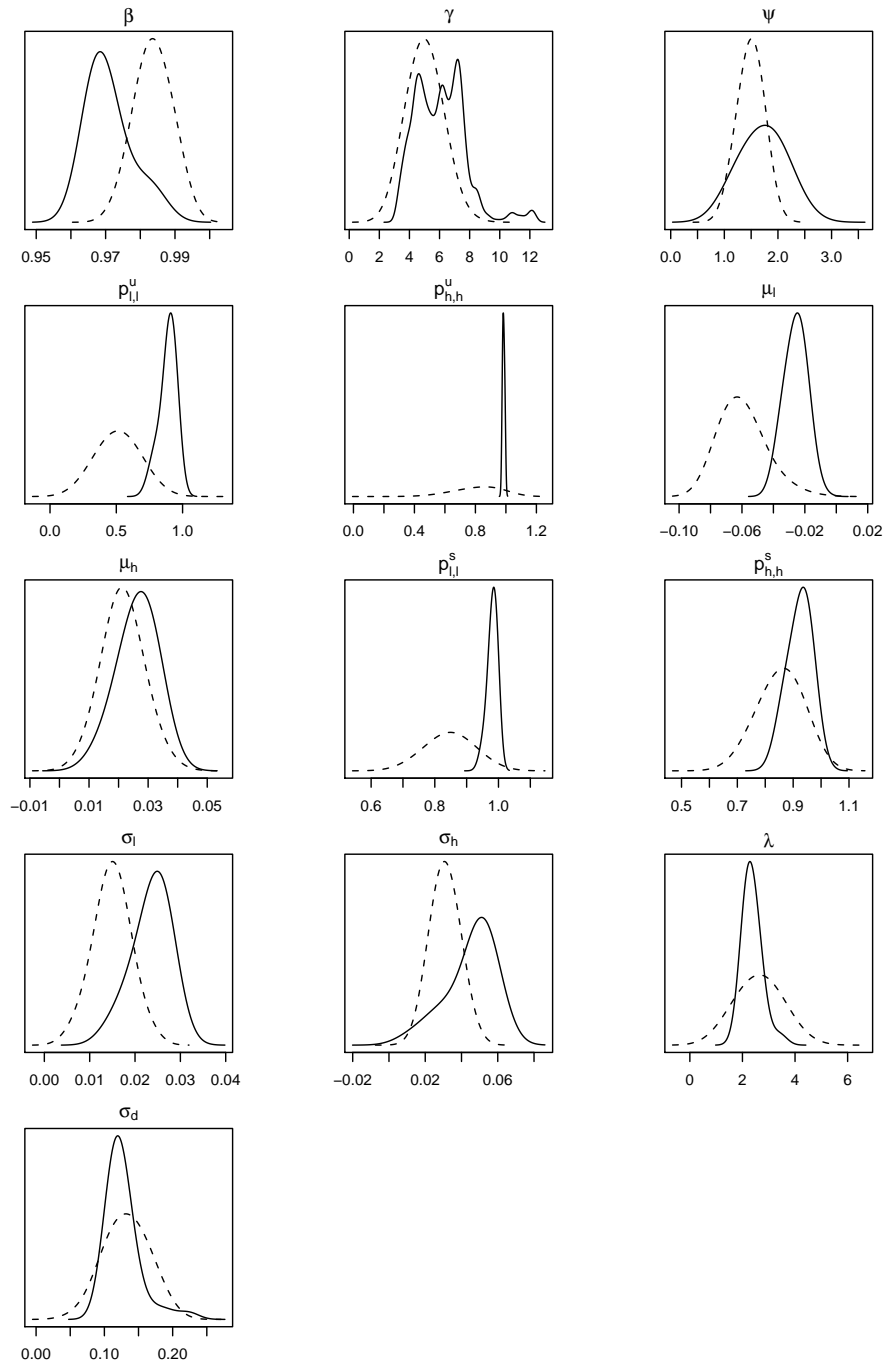 β γ ψ
0.95 0.97 0.99 0 2 4 6 8 10 12 0.0 1.0 2.0 3.0
p^u_{l,l} p^u_{h,h} μ_l
0.0 0.5 1.0 0.0 0.4 0.8 1.2 −0.10 −0.06 −0.02 0.02
μ_h p^s_{l,l} p^s_{h,h}
−0.01 0.01 0.03 0.05 0.6 0.8 1.0 0.5 0.7 0.9 1.1
σ_l σ_h λ
0.00 0.01 0.02 0.03 0.04 −0.02 0.02 0.06 0 2 4 6
σ_d
0.00 0.10 0.20